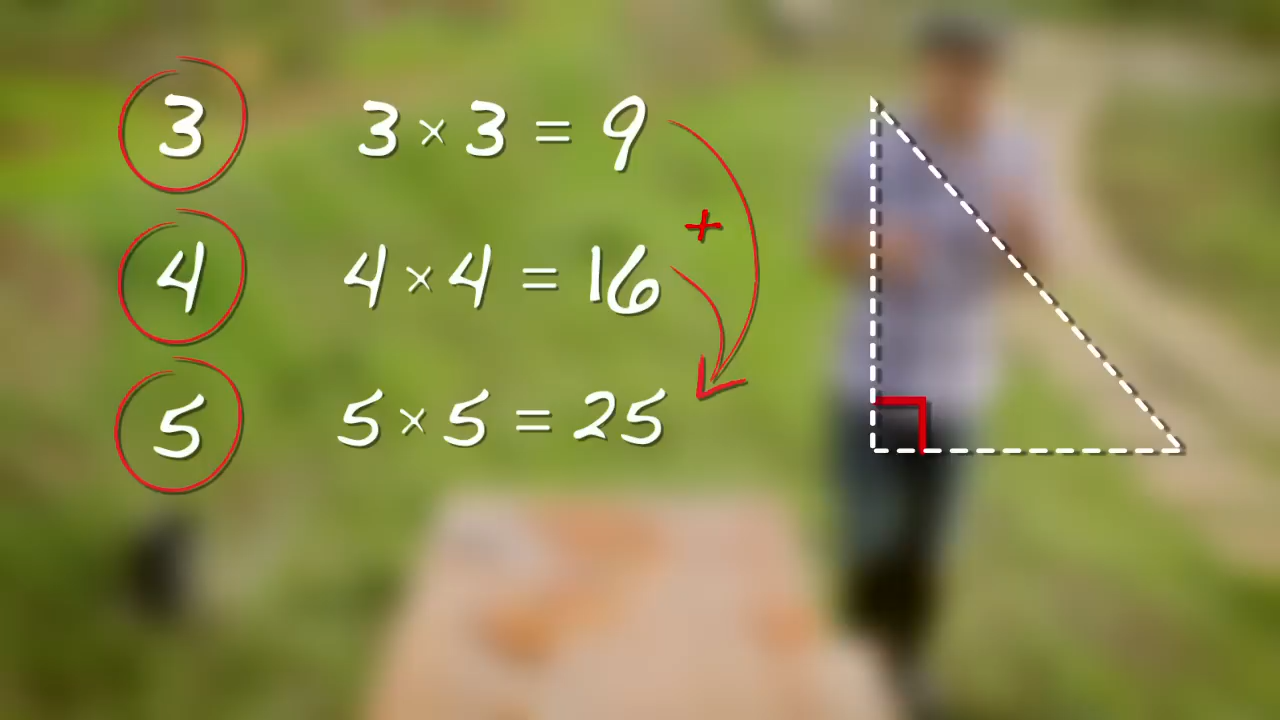 3 3 × 3 = 9
+
4 4 × 4 = 16
5 5 × 5 = 25